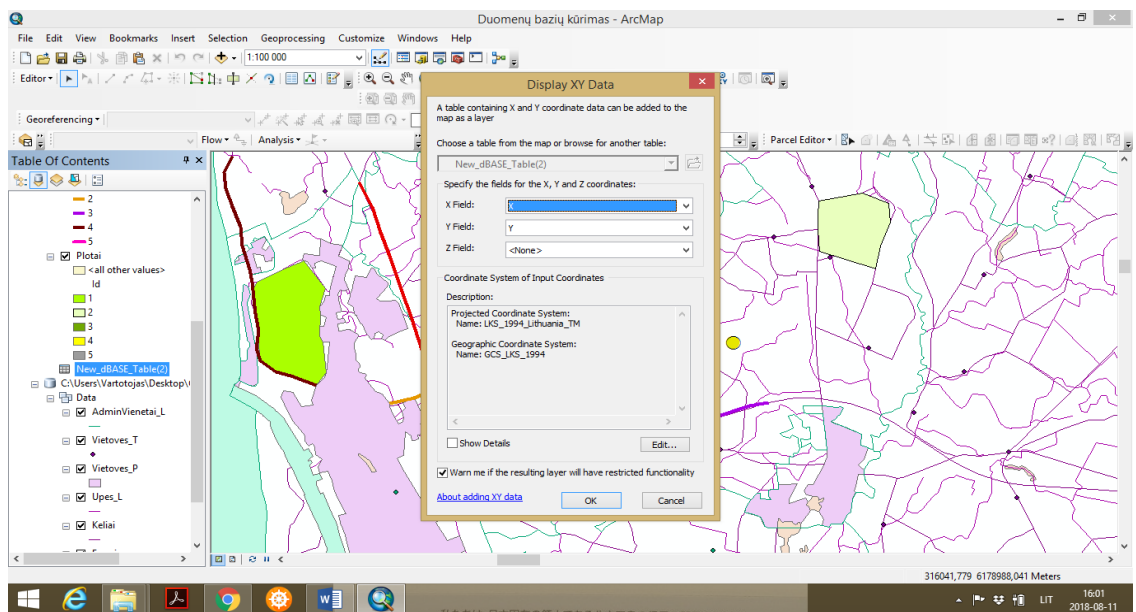 Duomenų bazių kūrimas - ArcMap
File Edit View Bookmarks Insert Selection Geoprocessing Customize Windows Help
1:100 000
Editor
Georeferencing
Flow Analysis
Parcel Editor
Table Of Contents
2
3
4
5
Plotai
<all other values>
Id
1
2
3
4
5
New_dBASE_Table(2)
C:\Users\Vartotojas\Desktop\
Data
AdminVienetai_L
Vietoves_T
Vietoves_P
Upes_L
Keliai
Display XY Data
A table containing X and Y coordinate data can be added to the
map as a layer
Choose a table from the map or browse for another table:
New_dBASE_Table(2)
Specify the fields for the X, Y and Z coordinates:
X Field: X
Y Field: Y
Z Field: <None>
Coordinate System of Input Coordinates
Description:
Projected Coordinate System:
Name: LKS_1994_Lithuania_TM
Geographic Coordinate System:
Name: GCS_LKS_1994
Show Details Edit...
Warn me if the resulting layer will have restricted functionality
About adding XY data OK Cancel
316041,779 6178988,041 Meters
LIT 16:01
2018-08-11